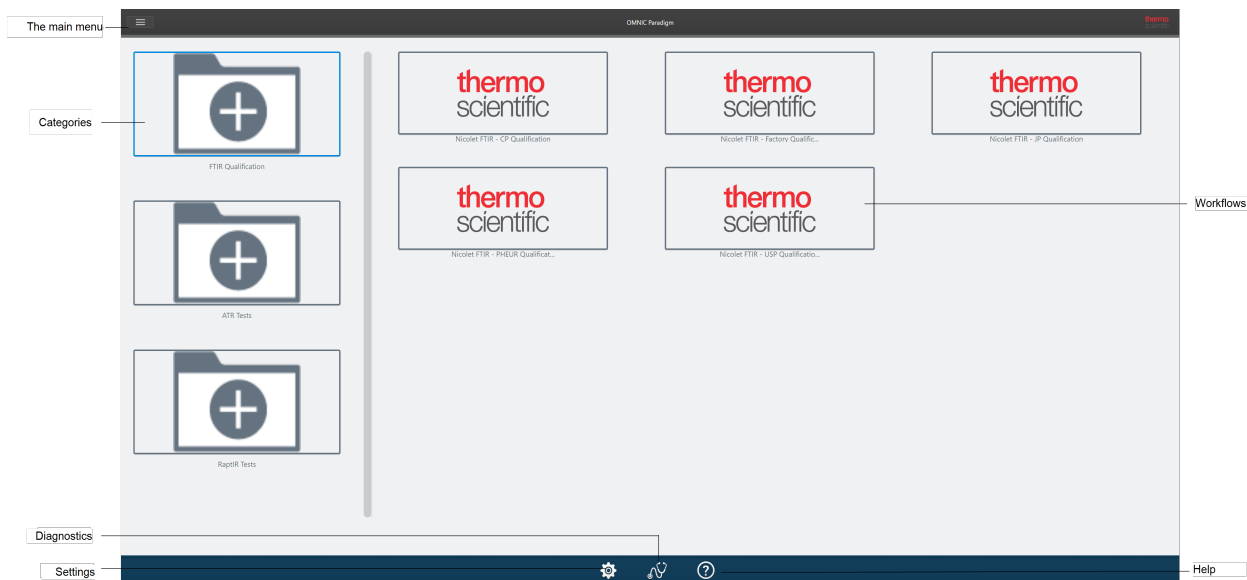 The main menu
OMNIC Paradigm
thermo
scientific
Categories
thermo
scientific
Nicolet FTIR - CP Qualification
thermo
scientific
Nicolet FTIR - Factory Qualific...
thermo
scientific
Nicolet FTIR - JP Qualification
FTIR Qualification
thermo
scientific
Nicolet FTIR - PHEUR Qualificat...
thermo
scientific
Nicolet FTIR - USP Qualificatio...
Workflows
ATR Tests
RaptIR Tests
Diagnostics
Settings
Help